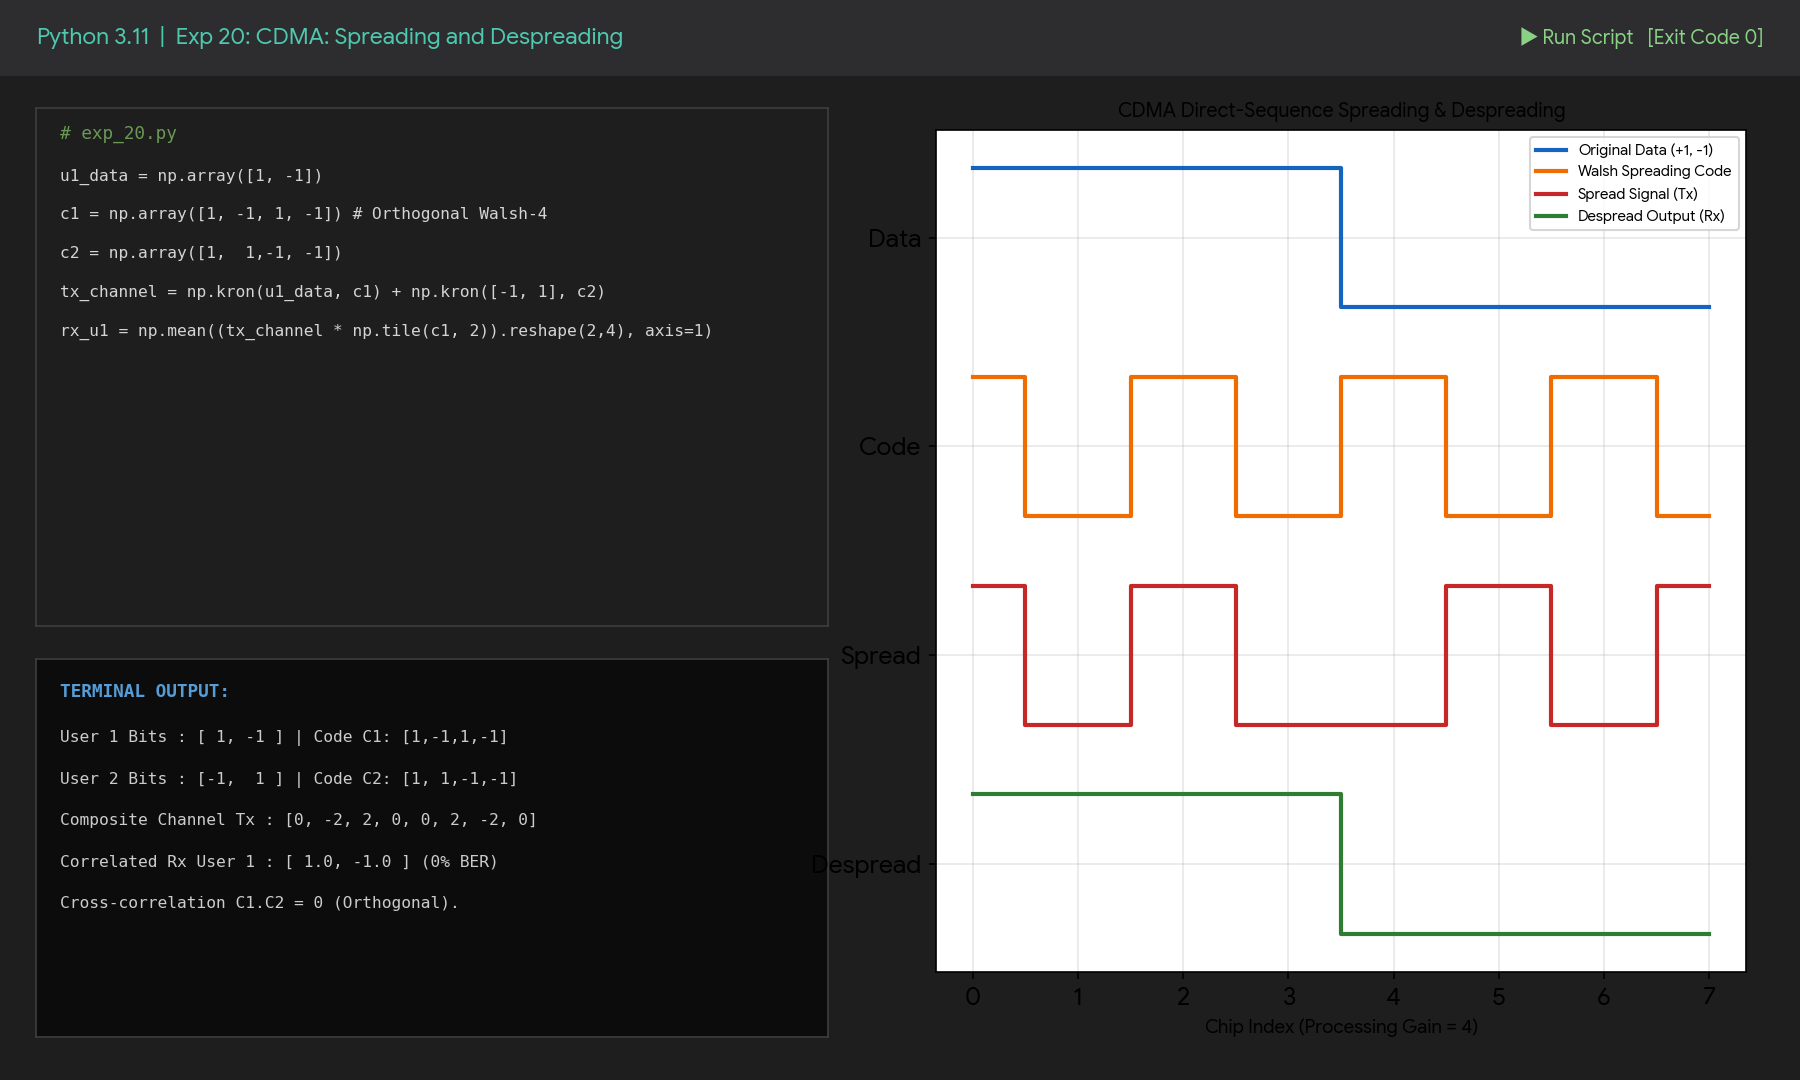 Python 3.11 | Exp 20: CDMA: Spreading and Despreading
▶ Run Script [Exit Code 0]
# exp_20.py
u1_data = np.array([1, -1])
c1 = np.array([1, -1, 1, -1]) # Orthogonal Walsh-4
c2 = np.array([1,  1,-1, -1])
tx_channel = np.kron(u1_data, c1) + np.kron([-1, 1], c2)
rx_u1 = np.mean((tx_channel * np.tile(c1, 2)).reshape(2,4), axis=1)
TERMINAL OUTPUT:
User 1 Bits : [ 1, -1 ] | Code C1: [1,-1,1,-1]
User 2 Bits : [-1,  1 ] | Code C2: [1, 1,-1,-1]
Composite Channel Tx : [0, -2, 2, 0, 0, 2, -2, 0]
Correlated Rx User 1 : [ 1.0, -1.0 ] (0% BER)
Cross-correlation C1.C2 = 0 (Orthogonal).
CDMA Direct-Sequence Spreading & Despreading
Original Data (+1, -1)
Walsh Spreading Code
Spread Signal (Tx)
Despread Output (Rx)
Data
Code
Spread
Despread
0 1 2 3 4 5 6 7
Chip Index (Processing Gain = 4)